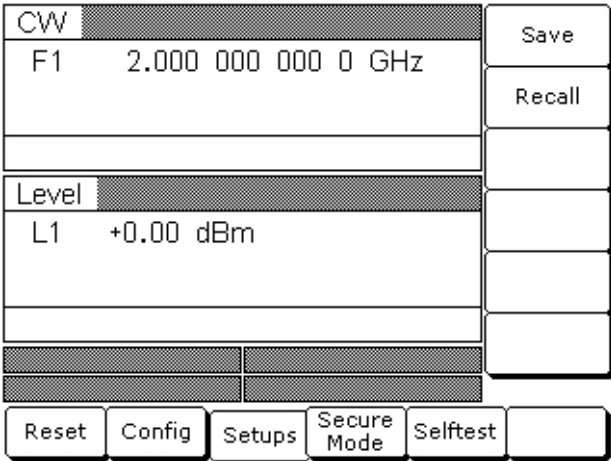 CW
F1 2.000 000 000 0 GHz
Level
L1 +0.00 dBm
Save
Recall
Reset
Config
Setups
Secure
Mode
Selftest